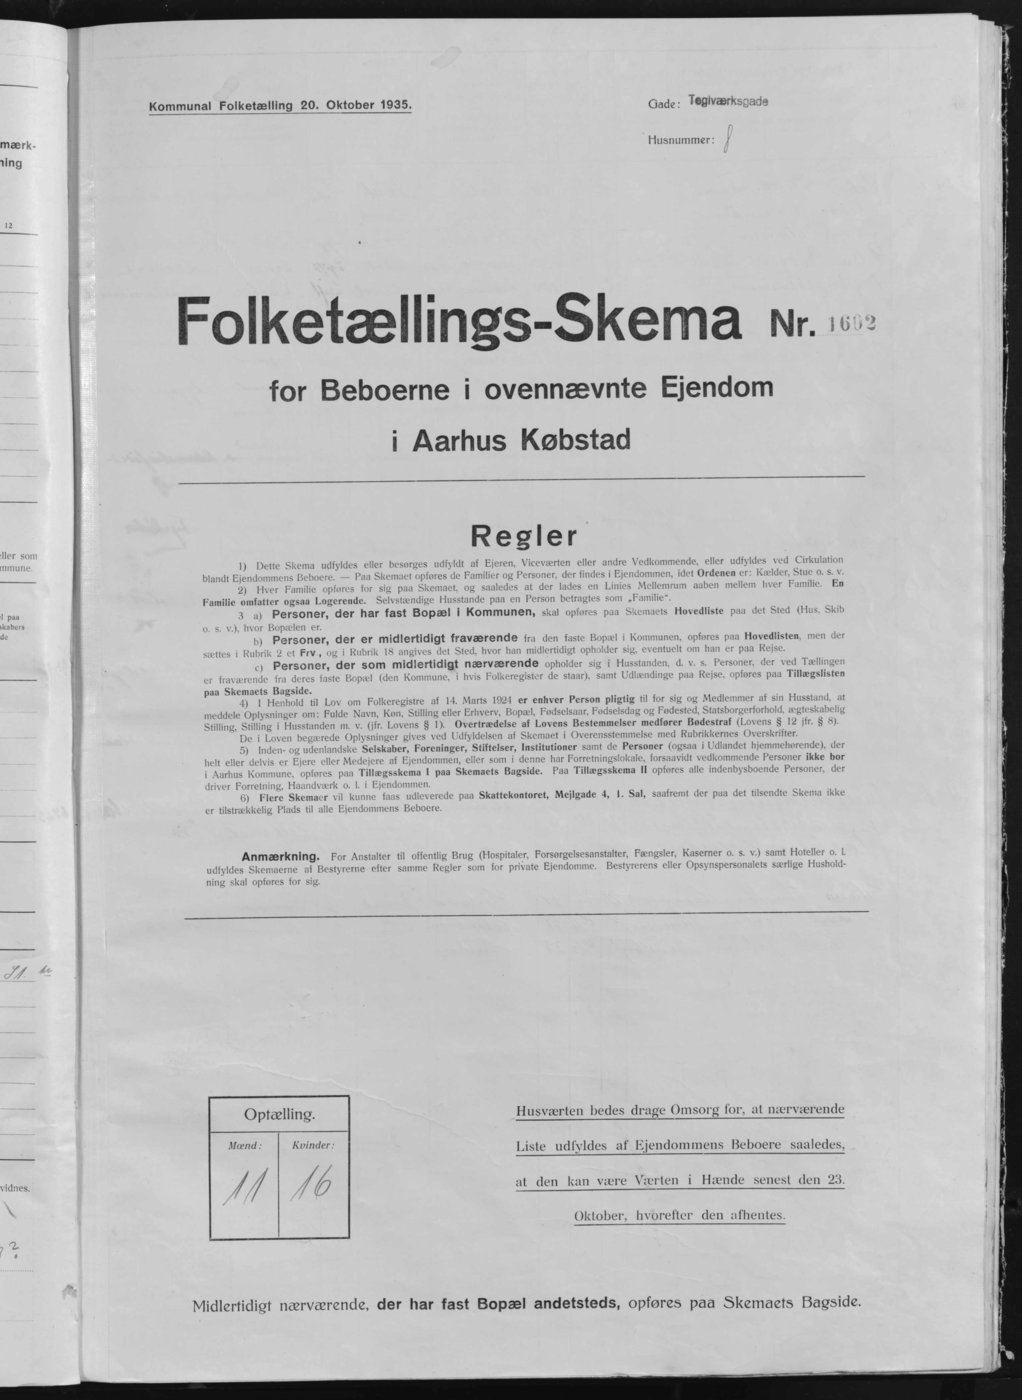 Kommunal Folketælling 20. Oktober 1935.
Gade: Teglværksgade
Husnummer: 8
Folketællings-Skema Nr. 1602
for Beboerne i ovennævnte Ejendom
i Aarhus Købstad
Regler
1) Dette Skema udfyldes eller besørges udfyldt af Ejeren, Viceværten eller andre Vedkommende, eller udfyldes ved Cirkulation
blandt Ejendommens Beboere. — Paa Skemaet opføres de Familier og Personer, der findes i Ejendommen, idet Ordenen er: Kælder, Stue o. s. v.
2) Hver Familie opføres for sig paa Skemaet, og saaledes at der lades en Linies Mellemrum aaben mellem hver Familie. En
Familie omfatter ogsaa Logerende. Selvstændige Husstande paa en Person betragtes som „Familie“.
3 a) Personer, der har fast Bopæl i Kommunen, skal opføres paa Skemaets Hovedliste paa det Sted (Hus, Skib
o. s. v.), hvor Bopælen er.
b) Personer, der er midlertidigt fraværende fra den faste Bopæl i Kommunen, opføres paa Hovedlisten, men der
sættes i Rubrik 2 et Frv., og i Rubrik 18 angives det Sted, hvor han midlertidigt opholder sig, eventuelt om han er paa Rejse.
c) Personer, der som midlertidigt nærværende opholder sig i Husstanden, d. v. s. Personer, der ved Tællingen
er fraværende fra deres faste Bopæl (den Kommune, i hvis Folkeregister de staar), samt Udlændinge paa Rejse, opføres paa Tillægslisten
paa Skemaets Bagside.
4) I Henhold til Lov om Folkeregistre af 14. Marts 1924 er enhver Person pligtig til for sig og Medlemmer af sin Husstand, at
meddele Oplysninger om: Fulde Navn, Køn, Stilling eller Erhverv, Bopæl, Fødselsaar, Fødselsdag og Fødested, Statsborgerforhold, ægteskabelig
Stilling, Stilling i Husstanden m. v. (jfr. Lovens § 1). Overtrædelse af Lovens Bestemmelser medfører Bødestraf (Lovens § 12 jfr. § 8).
De i Loven begærede Oplysninger gives ved Udfyldelsen af Skemaet i Overensstemmelse med Rubrikkernes Overskrifter.
5) Inden- og udenlandske Selskaber, Foreninger, Stiftelser, Institutioner samt de Personer (ogsaa i Udlandet hjemmehørende), der
helt eller delvis er Ejere eller Medejere af Ejendommen, eller som i denne har Forretningslokale, forsaavidt vedkommende Personer ikke bor
i Aarhus Kommune, opføres paa Tillægsskema I paa Skemaets Bagside. Paa Tillægsskema II opføres alle indenbysboende Personer, der
driver Forretning, Haandværk o. l. i Ejendommen.
6) Flere Skemaer vil kunne faas udleverede paa Skattekontoret, Mejlgade 4, 1. Sal, saafremt der paa det tilsendte Skema ikke
er tilstrækkelig Plads til alle Ejendommens Beboere.
Anmærkning. For Anstalter til offentlig Brug (Hospitaler, Forsørgelsesanstalter, Fængsler, Kaserner o. s. v.) samt Hoteller o. l.
udfyldes Skemaerne af Bestyrerne efter samme Regler som for private Ejendomme. Bestyrerens eller Opsynspersonalets særlige Hushold-
ning skal opføres for sig.
Optælling.
Mænd: Kvinder:
11 16
Husværten bedes drage Omsorg for, at nærværende
Liste udfyldes af Ejendommens Beboere saaledes,
at den kan være Værten i Hænde senest den 23.
Oktober, hvorefter den afhentes.
Midlertidigt nærværende, der har fast Bopæl andetsteds, opføres paa Skemaets Bagside.